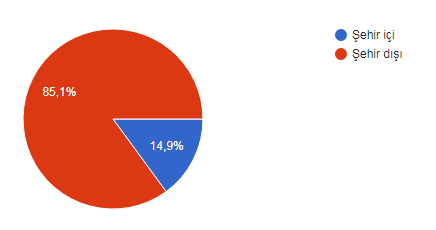 Şehir içi
Şehir dışı
85,1%
14,9%